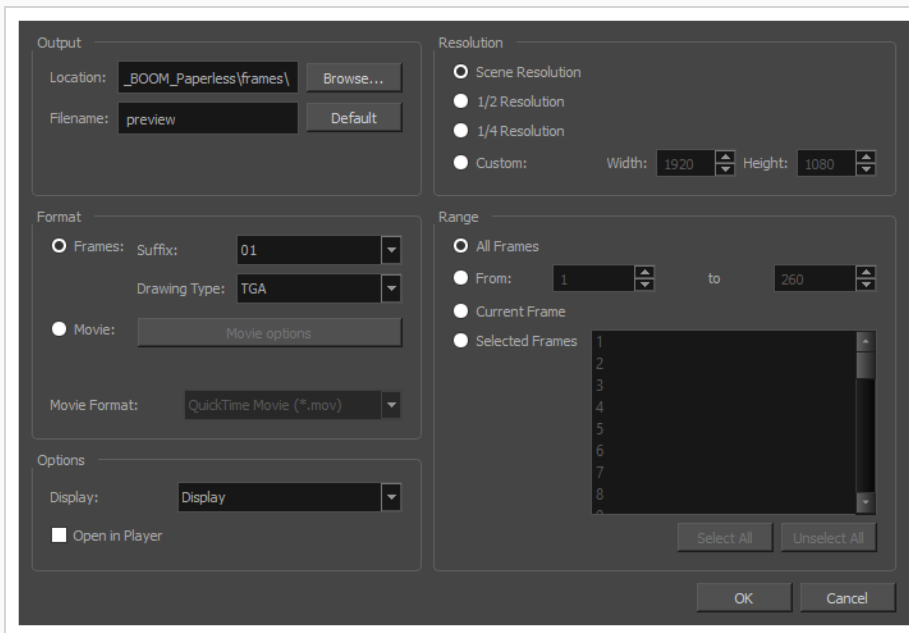 Output
Location: _BOOM_Paperless\frames\ Browse...
Filename: preview Default
Resolution
Scene Resolution
1/2 Resolution
1/4 Resolution
Custom: Width: 1920 Height: 1080
Format
Frames: Suffix: 01
Drawing Type: TGA
Movie: Movie options
Movie Format: QuickTime Movie (*.mov)
Range
All Frames
From: 1 to 260
Current Frame
Selected Frames 1
2
3
4
5
6
7
8
Select All Unselect All
Options
Display: Display
Open in Player
OK Cancel